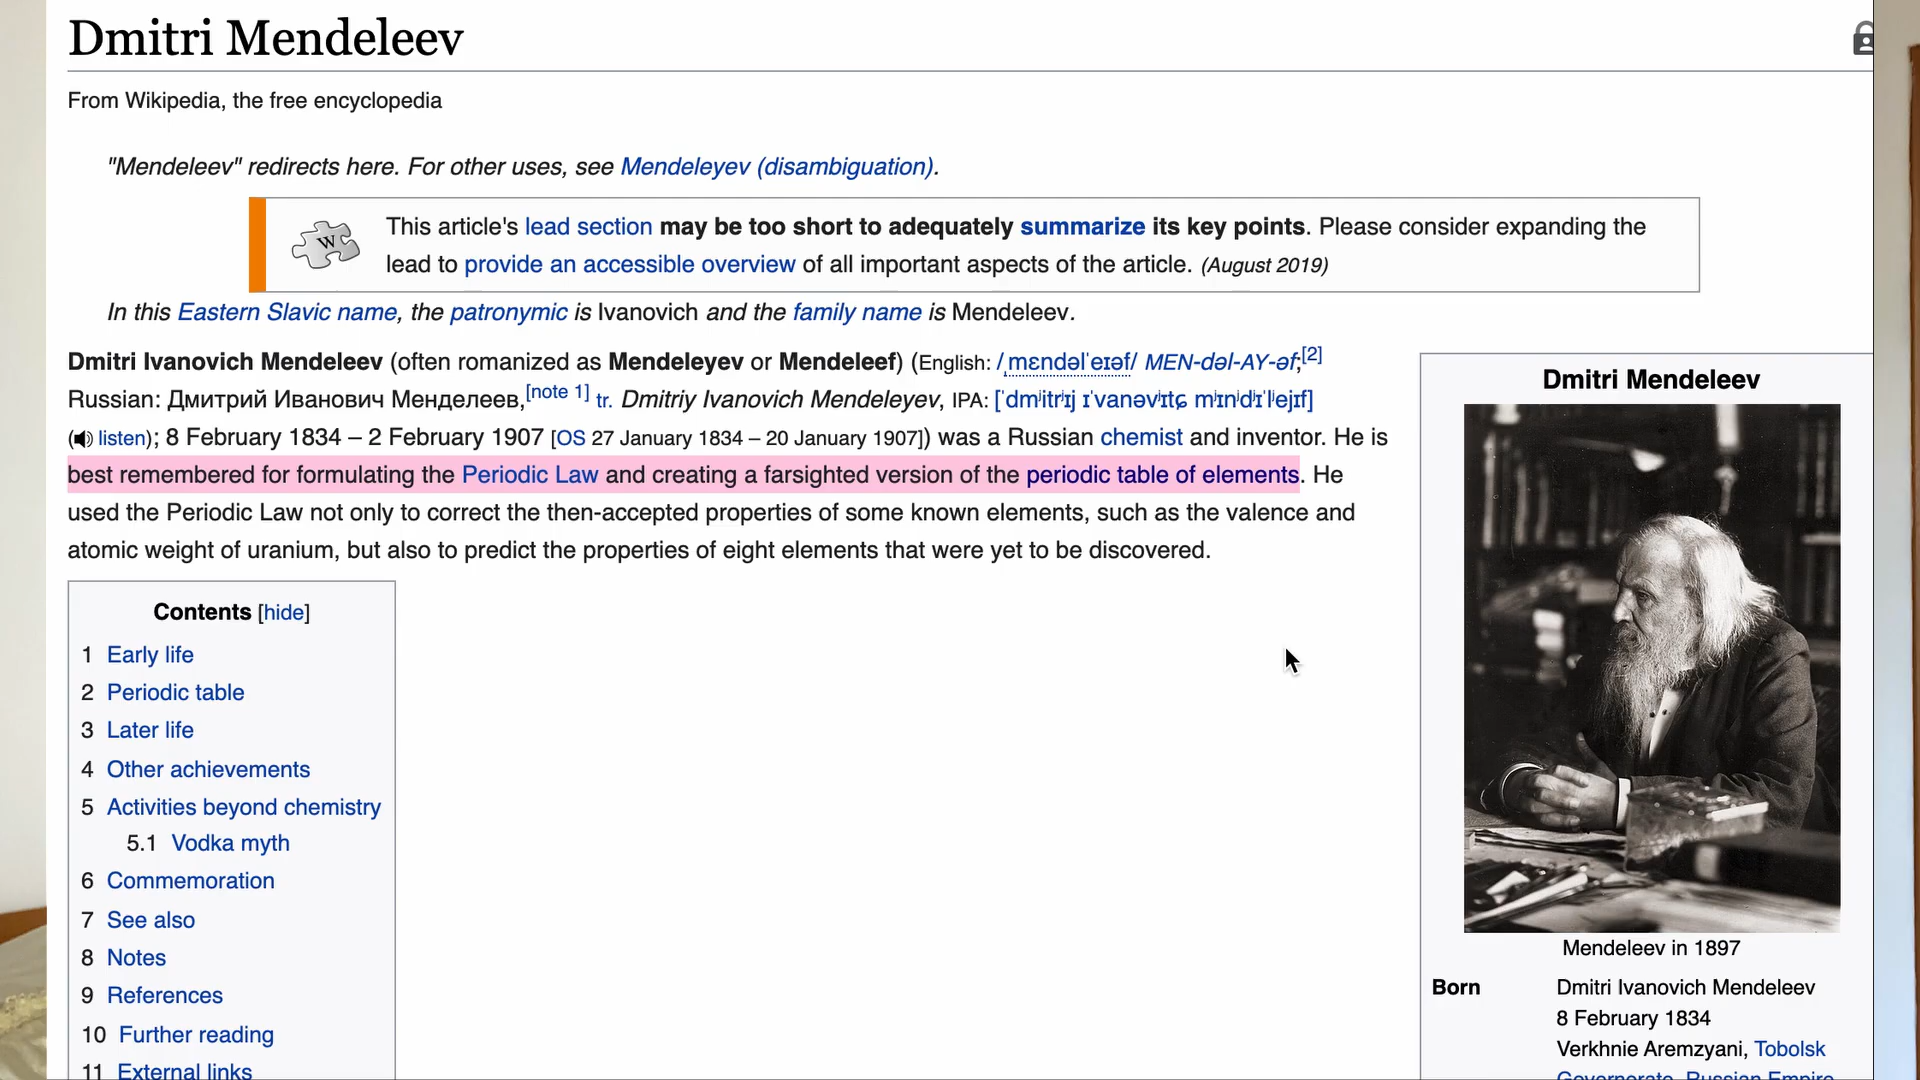 Dmitri Mendeleev
From Wikipedia, the free encyclopedia
"Mendeleev" redirects here. For other uses, see Mendeleyev (disambiguation).
W
This article's lead section may be too short to adequately summarize its key points. Please consider expanding the
lead to provide an accessible overview of all important aspects of the article. (August 2019)
In this Eastern Slavic name, the patronymic is Ivanovich and the family name is Mendeleev.
Dmitri Ivanovich Mendeleev (often romanized as Mendeleyev or Mendeleef) (English: /ˌmɛndəlˈeɪəf/ MEN-dəl-AY-əf;[2]
Russian: Дмитрий Иванович Менделеев,[note 1] tr. Dmitriy Ivanovich Mendeleyev, IPA: [ˈdmʲitrʲɪj ɪˈvanəvʲɪtɕ mʲɪnʲdʲɪˈlʲejɪf]
(listen); 8 February 1834 – 2 February 1907 [OS 27 January 1834 – 20 January 1907]) was a Russian chemist and inventor. He is
best remembered for formulating the Periodic Law and creating a farsighted version of the periodic table of elements. He
used the Periodic Law not only to correct the then-accepted properties of some known elements, such as the valence and
atomic weight of uranium, but also to predict the properties of eight elements that were yet to be discovered.
Contents [hide]
1 Early life
2 Periodic table
3 Later life
4 Other achievements
5 Activities beyond chemistry
5.1 Vodka myth
6 Commemoration
7 See also
8 Notes
9 References
10 Further reading
11 External links
Dmitri Mendeleev
Mendeleev in 1897
Born Dmitri Ivanovich Mendeleev
8 February 1834
Verkhnie Aremzyani, Tobolsk
Governorate, Russian Empire